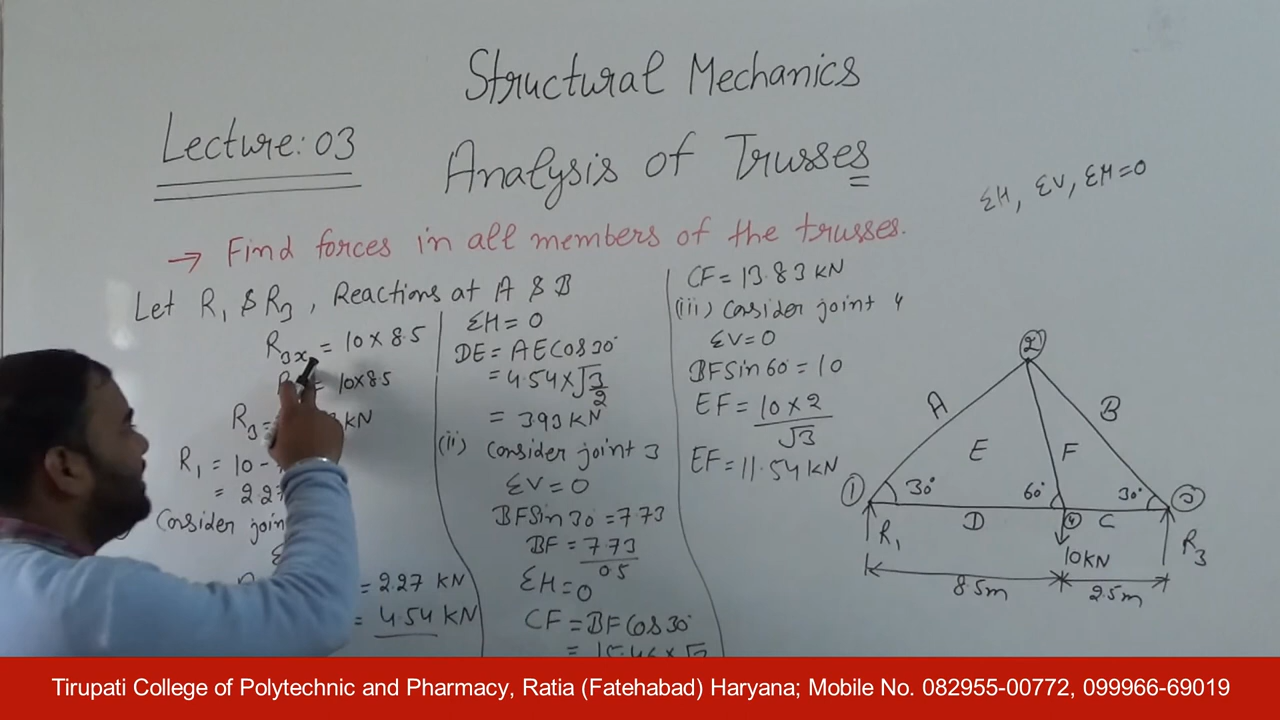 Structural Mechanics
Lecture: 03
Analysis of Trusses
ΣH, ΣV, ΣM=0
→ Find forces in all members of the trusses.
Let R₁ & R₃, Reactions at A & B
R₃ₓ = 10 × 8.5
= 10×8.5
R₃=
KN
R₁ = 10 -
= 2.27
Consider join
= 2.27 KN
= 4.54 KN
ΣH = 0
DE = AE Cos 30°
= 4.54 × √3/2
= 3.93 KN
(ii) Consider joint 3
ΣV = 0
BF Sin 30° = 7.73
BF = 7.73/0.5
ΣH = 0
CF = BF Cos 30°
CF = 13.83 KN
(iii) Consider joint 4
ΣV = 0
BF Sin 60° = 10
EF = 10 × 2/√3
EF = 11.54 KN
2
A
B
E
F
1
30°
60°
30°
3
D
4
C
R₁
10KN
R₃
8.5m
2.5m
Tirupati College of Polytechnic and Pharmacy, Ratia (Fatehabad) Haryana; Mobile No. 082955-00772, 099966-69019